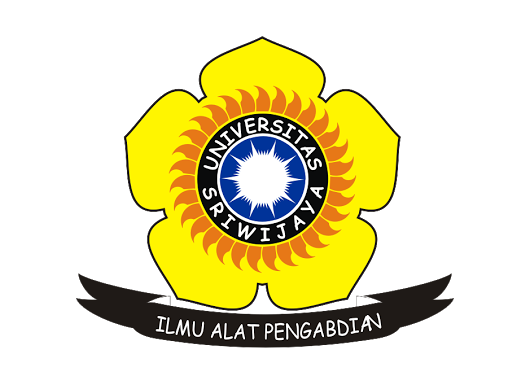 UNIVERSITAS
SRIWIJAYA
ILMU ALAT PENGABDIAN